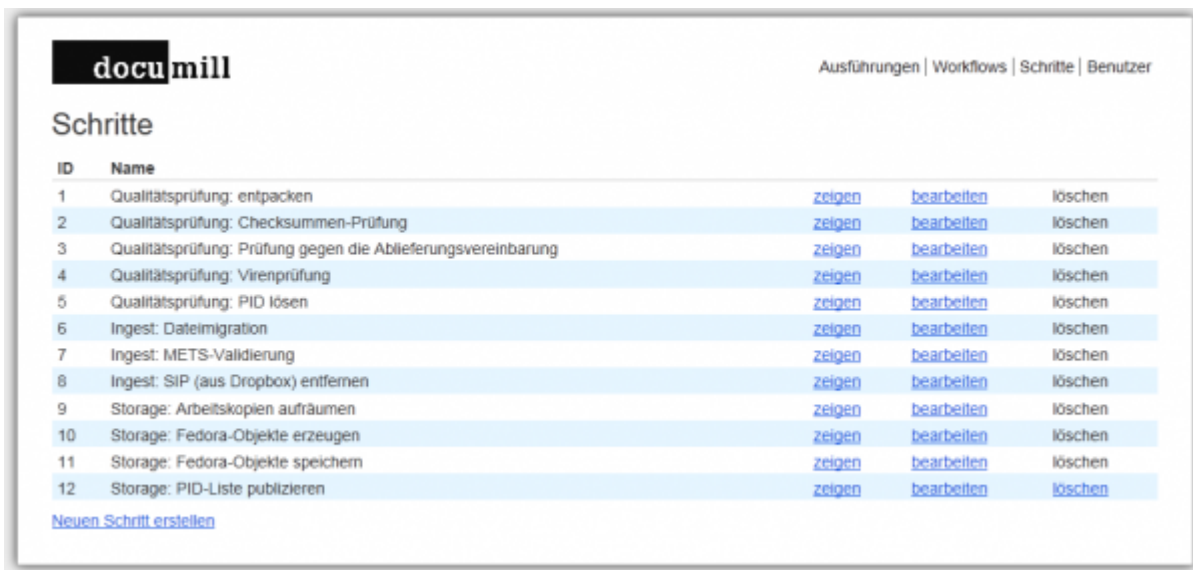 documill
Ausführungen | Workflows | Schritte | Benutzer
Schritte
ID Name
1 Qualitätsprüfung: entpacken zeigen bearbeiten löschen
2 Qualitätsprüfung: Checksummen-Prüfung zeigen bearbeiten löschen
3 Qualitätsprüfung: Prüfung gegen die Ablieferungsvereinbarung zeigen bearbeiten löschen
4 Qualitätsprüfung: Virenprüfung zeigen bearbeiten löschen
5 Qualitätsprüfung: PID lösen zeigen bearbeiten löschen
6 Ingest: Dateimigration zeigen bearbeiten löschen
7 Ingest: METS-Validierung zeigen bearbeiten löschen
8 Ingest: SIP (aus Dropbox) entfernen zeigen bearbeiten löschen
9 Storage: Arbeitskopien aufräumen zeigen bearbeiten löschen
10 Storage: Fedora-Objekte erzeugen zeigen bearbeiten löschen
11 Storage: Fedora-Objekte speichern zeigen bearbeiten löschen
12 Storage: PID-Liste publizieren zeigen bearbeiten löschen
Neuen Schritt erstellen